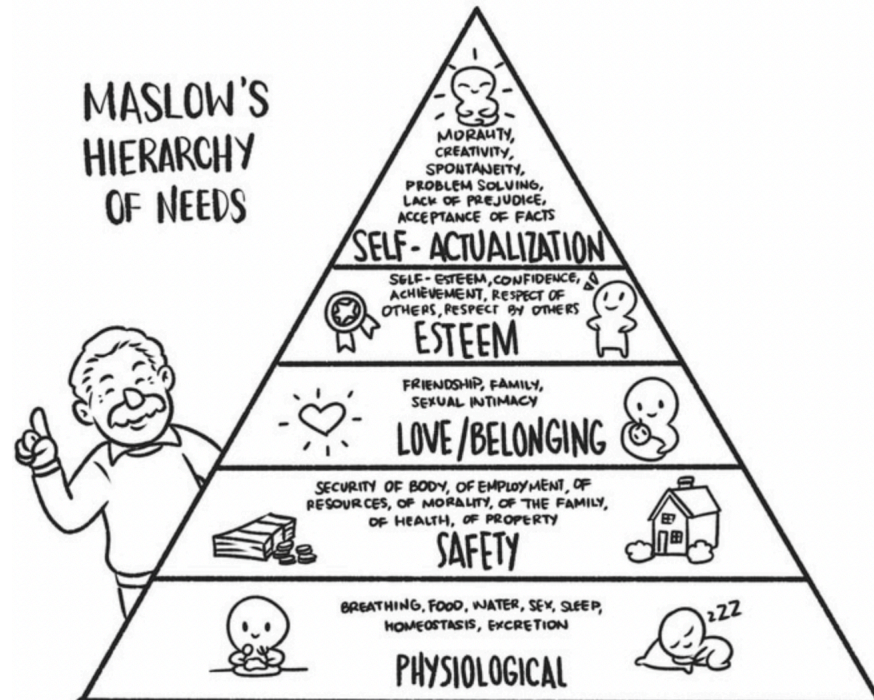 MASLOW'S
HIERARCHY
OF NEEDS
MORALITY,
CREATIVITY,
SPONTANEITY,
PROBLEM SOLVING,
LACK OF PREJUDICE,
ACCEPTANCE OF FACTS
SELF-ACTUALIZATION
SELF-ESTEEM, CONFIDENCE,
ACHIEVEMENT, RESPECT OF
OTHERS, RESPECT BY OTHERS
ESTEEM
FRIENDSHIP, FAMILY,
SEXUAL INTIMACY
LOVE/BELONGING
SECURITY OF BODY, OF EMPLOYMENT, OF
RESOURCES, OF MORALITY, OF THE FAMILY,
OF HEALTH, OF PROPERTY
SAFETY
BREATHING, FOOD, WATER, SEX, SLEEP,
HOMEOSTASIS, EXCRETION
zZZ
PHYSIOLOGICAL